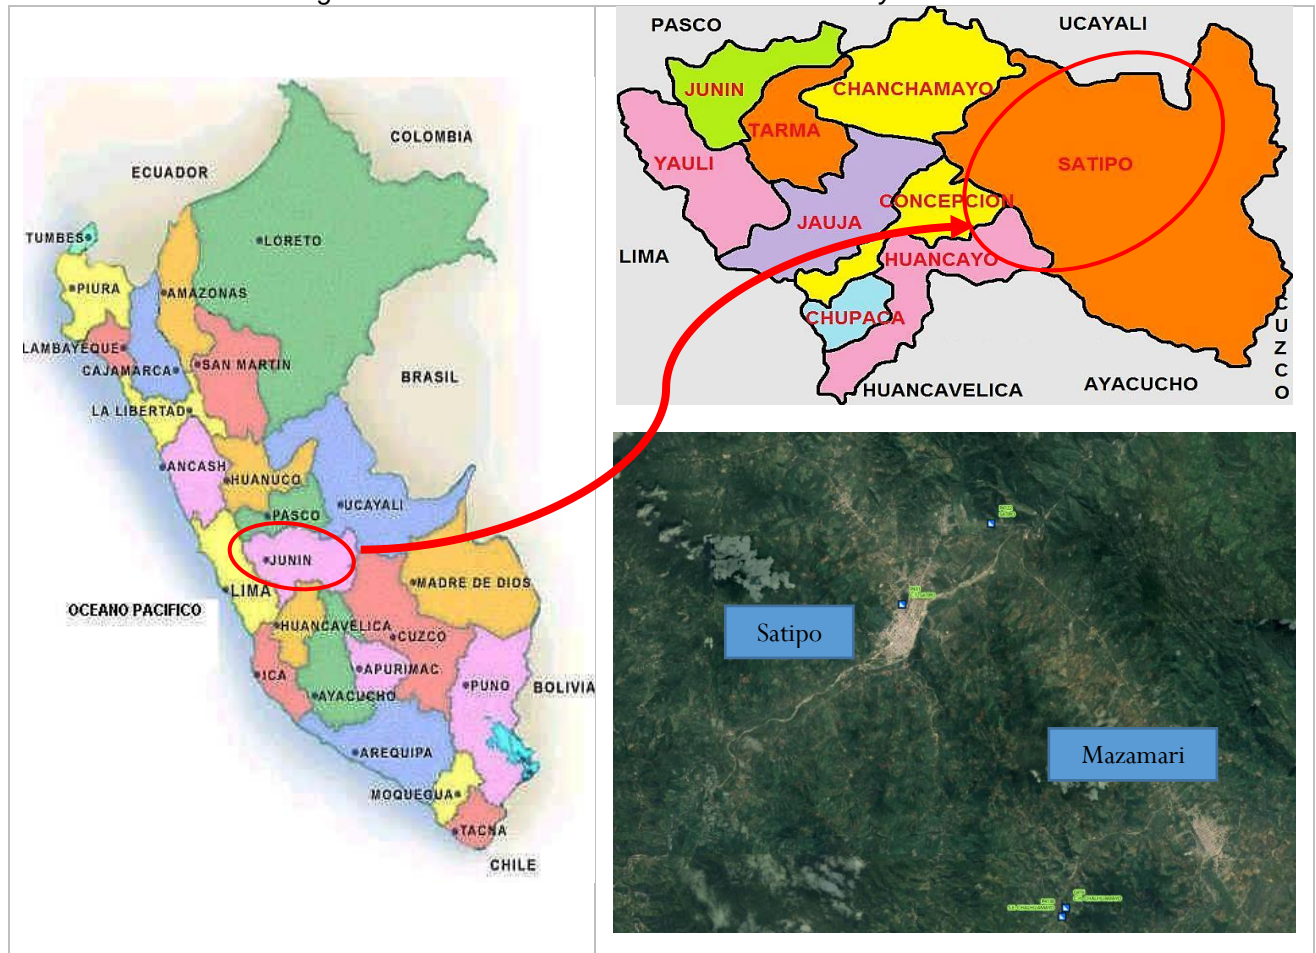 COLOMBIA
ECUADOR
TUMBES
LORETO
PIURA
AMAZONAS
LAMBAYEQUE
CAJAMARCA
SAN MARTIN
BRASIL
LA LIBERTAD
ANCASH
HUANUCO
UCAYALI
PASCO
JUNIN
LIMA
MADRE DE DIOS
OCEANO PACIFICO
HUANCAVELICA
CUZCO
ICA
APURIMAC
AYACUCHO
PUNO
BOLIVIA
AREQUIPA
MOQUEGUA
TACNA
CHILE
PASCO
UCAYALI
JUNIN
CHANCHAMAYO
TARMA
YAULI
SATIPO
CONCEPCION
JAUJA
LIMA
HUANCAYO
CHUPACA
CUZCO
AYACUCHO
HUANCAVELICA
Satipo
Mazamari